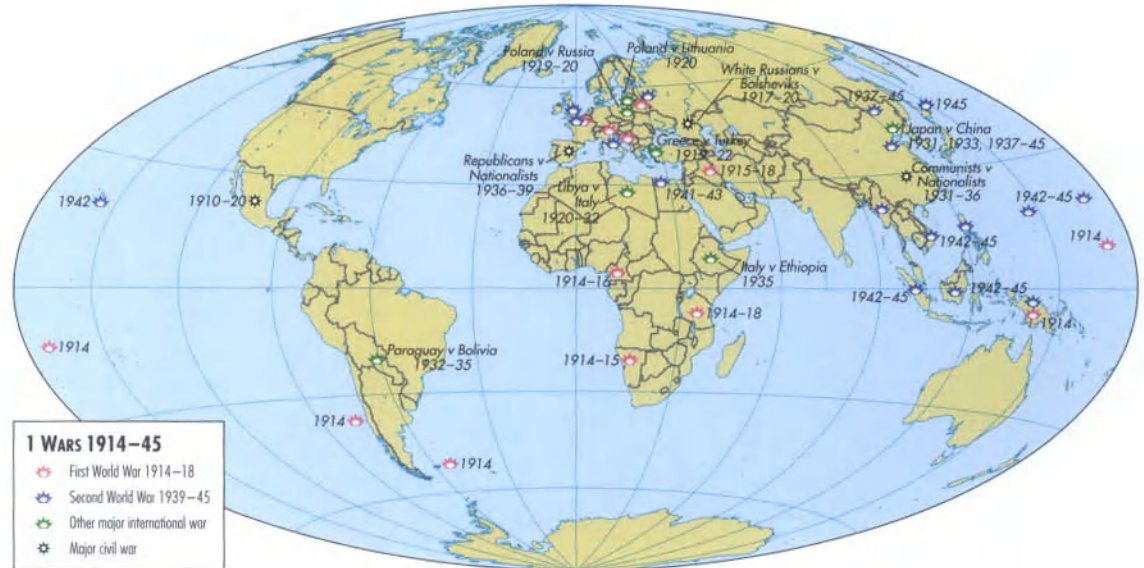 Poland v Russia
1919–20
Poland v Lithuania
1920
White Russians v
Bolsheviks
1917–20
1937–45
1945
Japan v China
1931, 1933, 1937–45
Greece v Turkey
1919–22
1915–18
Republicans v
Nationalists
1936–39
Libya v
Italy
1920–32
1941–43
Communists v
Nationalists
1931–36
1942
1910–20
1942–45
1914
1942–45
1914–16
Italy v Ethiopia
1935
1942–45
1942–45
1914–18
1914
1914
Paraguay v Bolivia
1932–35
1914–15
1914
1914
1 WARS 1914–45
First World War 1914–18
Second World War 1939–45
Other major international war
Major civil war